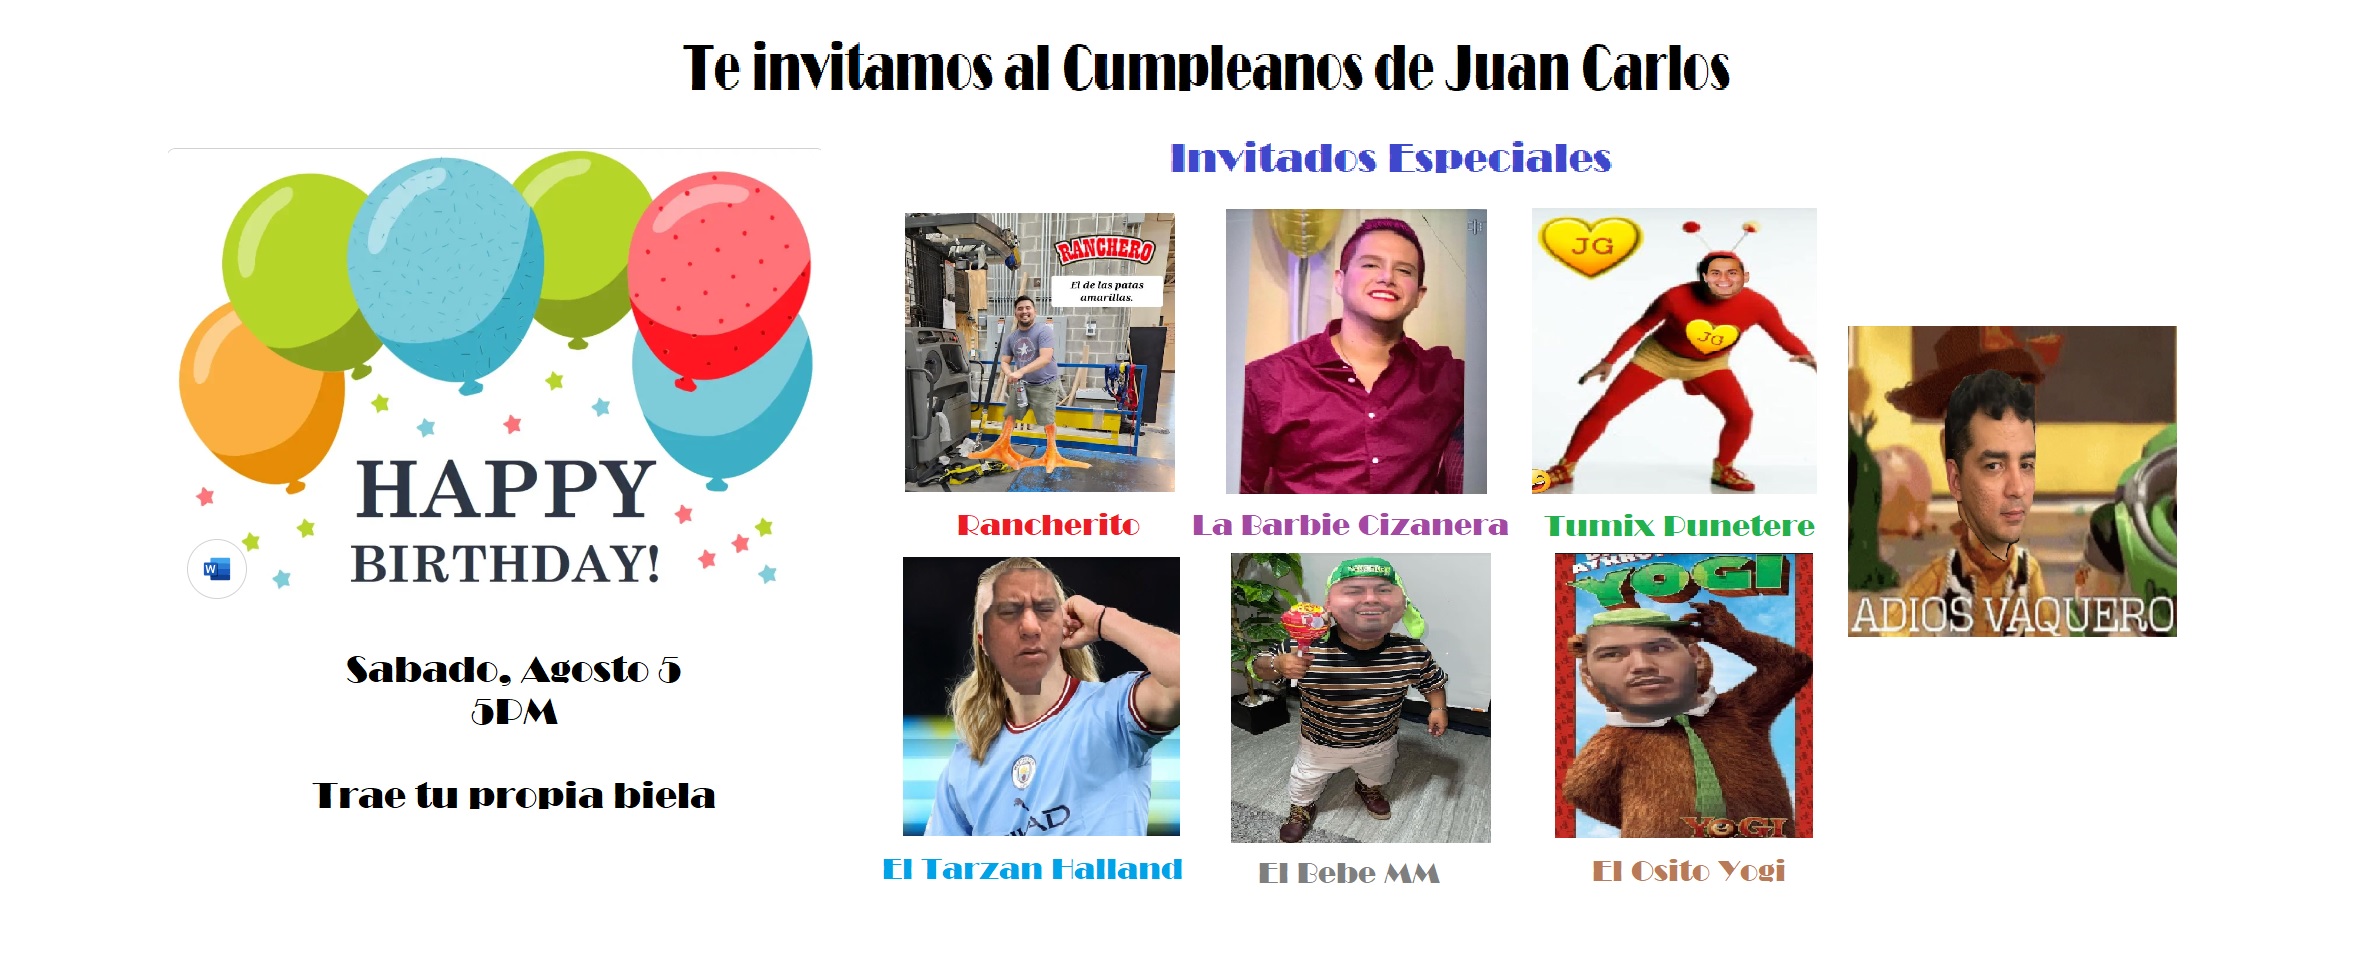 Te invitamos al Cumpleanos de Juan Carlos
Invitados Especiales
HAPPY
BIRTHDAY!
W
Sabado, Agosto 5
5PM
Trae tu propia biela
RANCHERO
El de las patas
amarillas.
Rancherito
La Barbie Cizanera
JG
JG
Tumix Punetere
ADIOS VAQUERO
El Tarzan Halland
El Bebe MM
YOGI
YOGI
El Osito Yogi